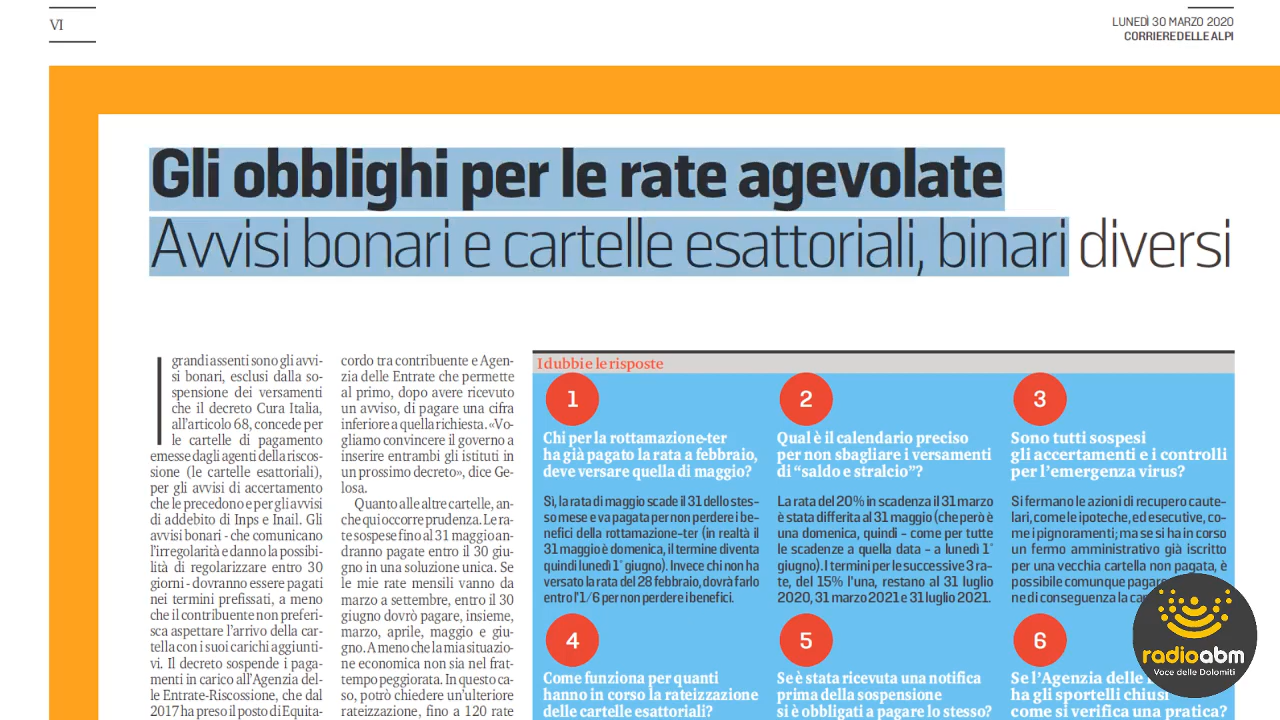 VI
LUNEDÌ 30 MARZO 2020
CORRIERE DELLE ALPI
Gli obblighi per le rate agevolate
Avvisi bonari e cartelle esattoriali, binari diversi
I grandi assenti sono gli avvi-
si bonari, esclusi dalla so-
spensione dei versamenti
che il decreto Cura Italia,
all'articolo 68, concede per
le cartelle di pagamento
emesse dagli agenti della riscos-
sione (le cartelle esattoriali),
per gli avvisi di accertamento
che le precedono e per gli avvisi
di addebito di Inps e Inail. Gli
avvisi bonari - che comunicano
l'irregolarità e danno la possibi-
lità di regolarizzare entro 30
giorni - dovranno essere pagati
nei termini prefissati, a meno
che il contribuente non preferi-
sca aspettare l'arrivo della car-
tella con i suoi carichi aggiunti-
vi. Il decreto sospende i paga-
menti in carico all'Agenzia del-
le Entrate-Riscossione, che dal
2017 ha preso il posto di Equita-
cordo tra contribuente e Agen-
zia delle Entrate che permette
al primo, dopo avere ricevuto
un avviso, di pagare una cifra
inferiore a quella richiesta. «Vo-
gliamo convincere il governo a
inserire entrambi gli istituti in
un prossimo decreto», dice Ge-
losa.
Quanto alle altre cartelle, an-
che qui occorre prudenza. Le ra-
te sospese fino al 31 maggio an-
dranno pagate entro il 30 giu-
gno in una soluzione unica. Se
le mie rate mensili vanno da
marzo a settembre, entro il 30
giugno dovrò pagare, insieme,
marzo, aprile, maggio e giu-
gno. A meno che la mia situazio-
ne economica non sia nel frat-
tempo peggiorata. In questo ca-
so, potrò chiedere un'ulteriore
rateizzazione, fino a 120 rate
I dubbi e le risposte
1
Chi per la rottamazione-ter
ha già pagato la rata a febbraio,
deve versare quella di maggio?
Sì, la rata di maggio scade il 31 dello stes-
so mese e va pagata per non perdere i be-
nefici della rottamazione-ter (in realtà il
31 maggio è domenica, il termine diventa
quindi lunedì 1° giugno). Invece chi non ha
versato la rata del 28 febbraio, dovrà farlo
entro l'1/6 per non perdere i benefici.
2
Qual è il calendario preciso
per non sbagliare i versamenti
di “saldo e stralcio”?
La rata del 20% in scadenza il 31 marzo
è stata differita al 31 maggio (che però è
una domenica, quindi – come per tutte
le scadenze a quella data – a lunedì 1°
giugno). I termini per le successive 3 ra-
te, del 15% l'una, restano al 31 luglio
2020, 31 marzo 2021 e 31 luglio 2021.
3
Sono tutti sospesi
gli accertamenti e i controlli
per l'emergenza virus?
Si fermano le azioni di recupero caute-
lari, come le ipoteche, ed esecutive, co-
me i pignoramenti; ma se si ha in corso
un fermo amministrativo già iscritto
per una vecchia cartella non pagata, è
possibile comunque pagare
ne di conseguenza la
4
Come funziona per quanti
hanno in corso la rateizzazione
delle cartelle esattoriali?
5
Se è stata ricevuta una notifica
prima della sospensione
si è obbligati a pagare lo stesso?
6
Se l'Agenzia delle
ha gli sportelli chiusi
come si verifica una pratica?
radioabm
Voce delle Dolomiti